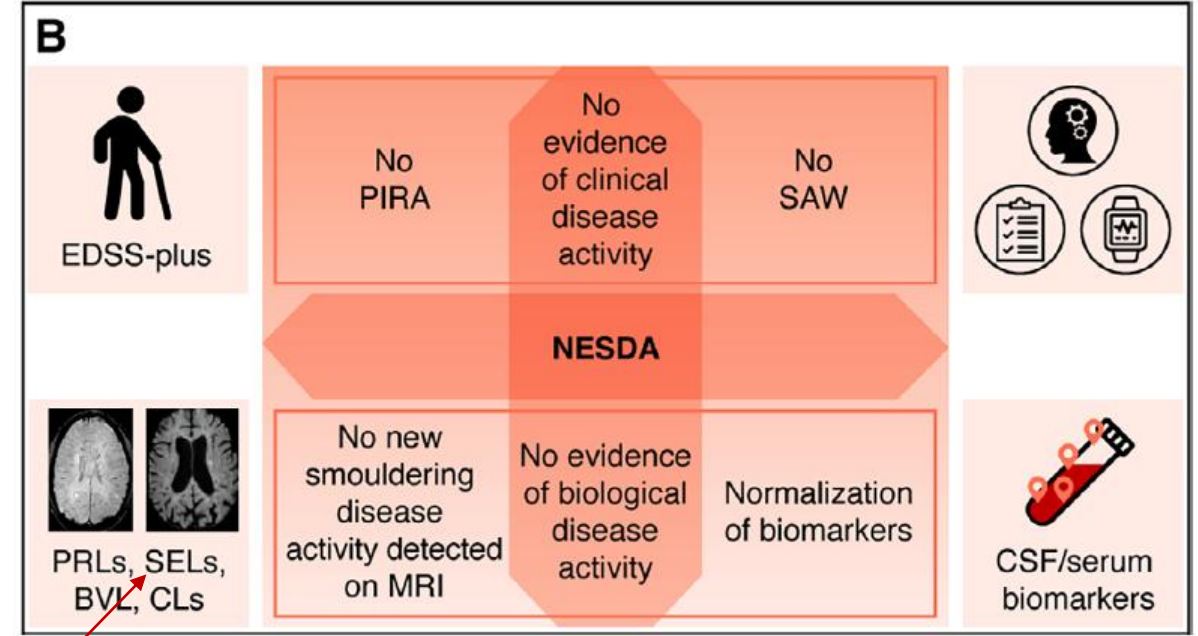 B
EDSS-plus
No
PIRA
No
evidence
of clinical
disease
activity
No
SAW
NESDA
PRLs, SELs,
BVL, CLs
No new
smouldering
disease
activity detected
on MRI
No evidence
of biological
disease
activity
Normalization
of biomarkers
CSF/serum
biomarkers